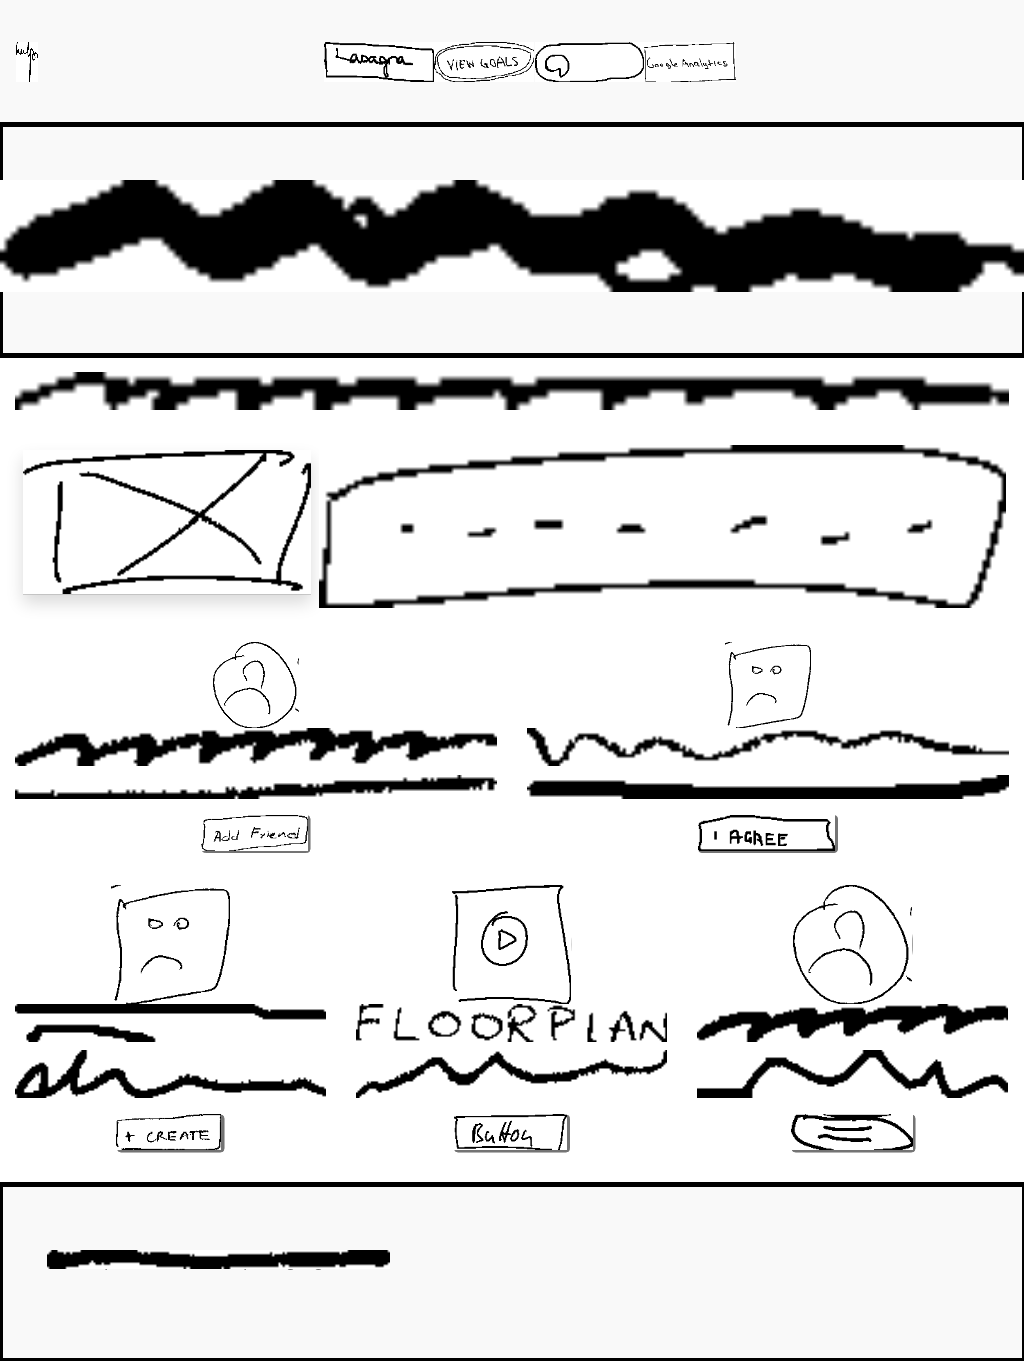 Lasagna
VIEW GOALS
Google Analytics
Add Friend
I AGREE
FLOORPLAN
+ CREATE
Button